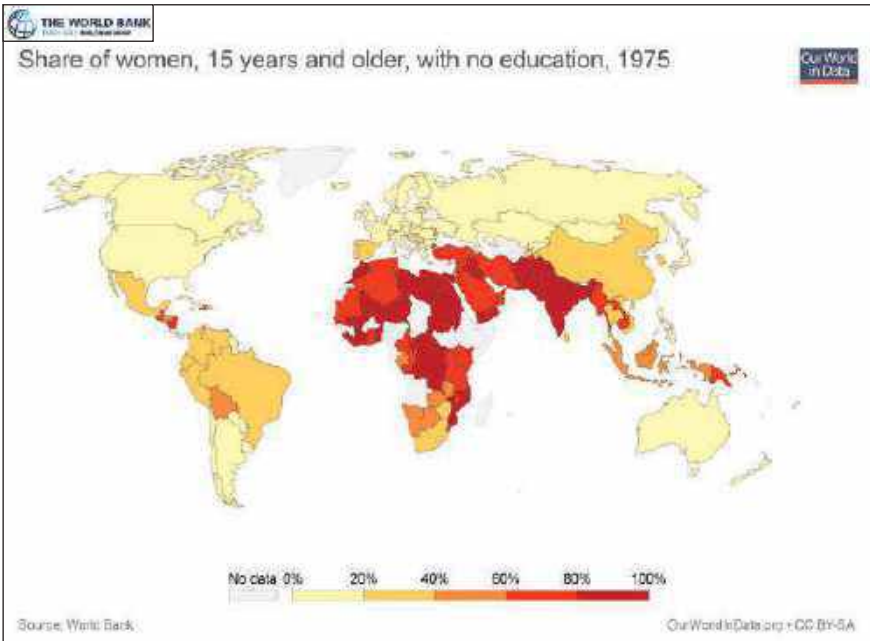 THE WORLD BANK
Share of women, 15 years and older, with no education, 1975
Our World
in Data
No data 0% 20% 40% 60% 80% 100%
Source: World Bank
OurWorldInData.org • CC BY-SA